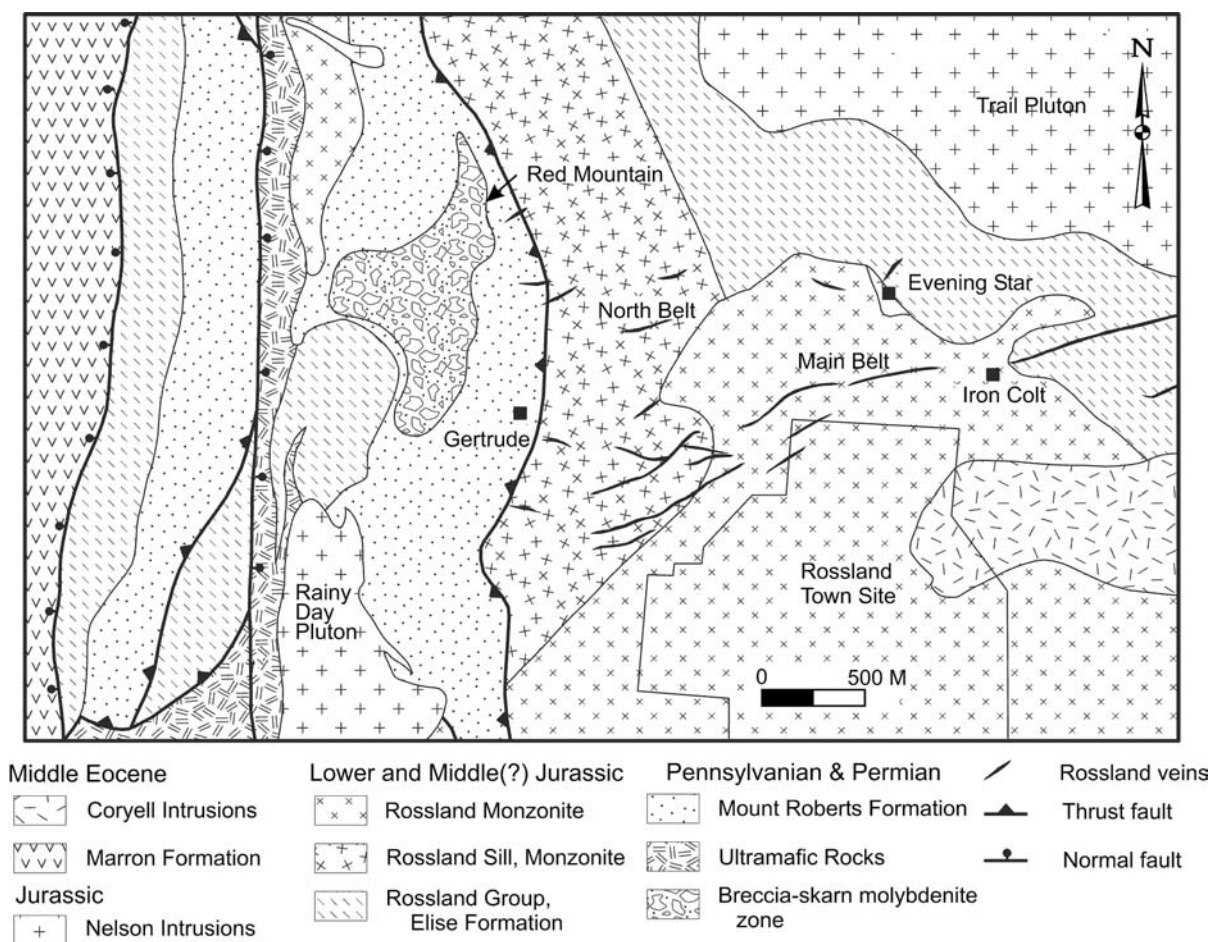 N
Trail Pluton
Red Mountain
Evening Star
North Belt
Main Belt
Iron Colt
Gertrude
Rainy
Day
Pluton
Rossland
Town Site
0 500 M
Middle Eocene
Coryell Intrusions
Marron Formation
Jurassic
Nelson Intrusions
Lower and Middle(?) Jurassic
Rossland Monzonite
Rossland Sill, Monzonite
Rossland Group,
Elise Formation
Pennsylvanian & Permian
Mount Roberts Formation
Ultramafic Rocks
Breccia-skarn molybdenite
zone
Rossland veins
Thrust fault
Normal fault